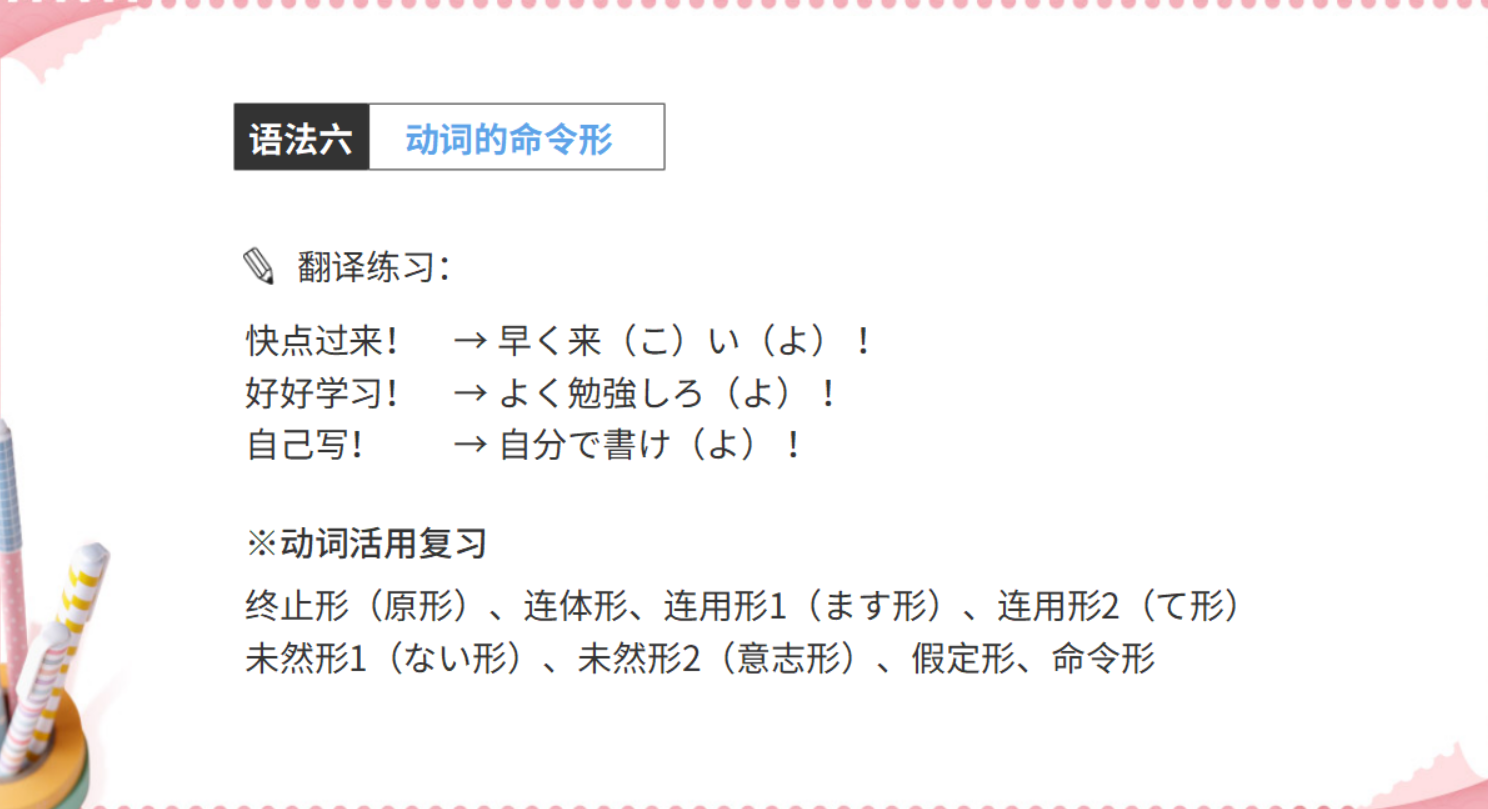 语法六 动词的命令形
翻译练习：
快点过来！ → 早く来（こ）い（よ）！
好好学习！ → よく勉強しろ（よ）！
自己写！ → 自分で書け（よ）！
※动词活用复习
终止形（原形）、连体形、连用形1（ます形）、连用形2（て形）
未然形1（ない形）、未然形2（意志形）、假定形、命令形